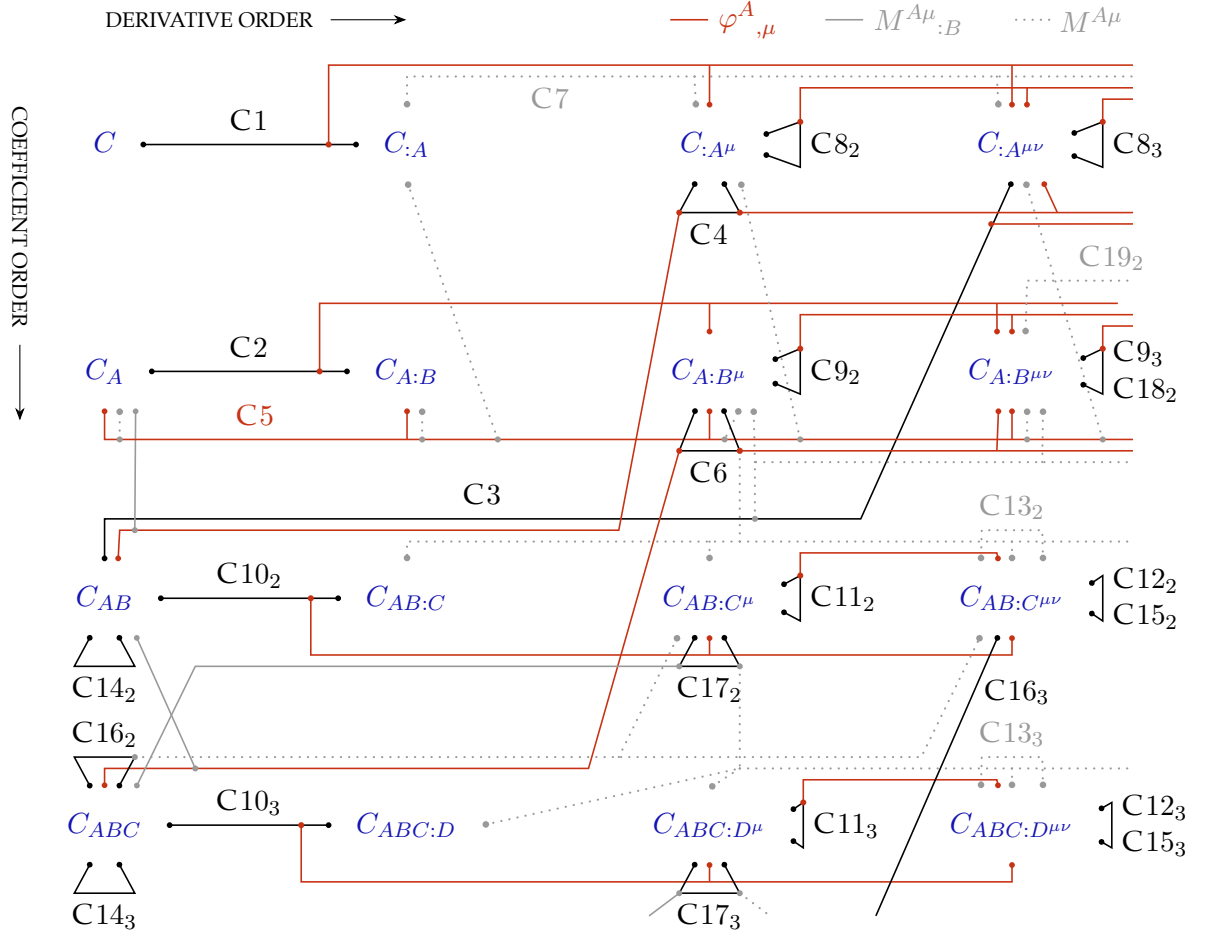 DERIVATIVE ORDER
φ^A_{,μ}
M^{Aμ}_{:B}
M^{Aμ}
COEFFICIENT ORDER
C7
C1
C
C_{:A}
C_{:A^μ}
C8_2
C_{:A^{μν}}
C8_3
C4
C19_2
C2
C_A
C_{A:B}
C_{A:B^μ}
C9_2
C_{A:B^{μν}}
C9_3
C18_2
C5
C6
C3
C13_2
C10_2
C_{AB}
C_{AB:C}
C_{AB:C^μ}
C11_2
C_{AB:C^{μν}}
C12_2
C15_2
C14_2
C17_2
C16_3
C16_2
C13_3
C10_3
C_{ABC}
C_{ABC:D}
C_{ABC:D^μ}
C11_3
C_{ABC:D^{μν}}
C12_3
C15_3
C14_3
C17_3